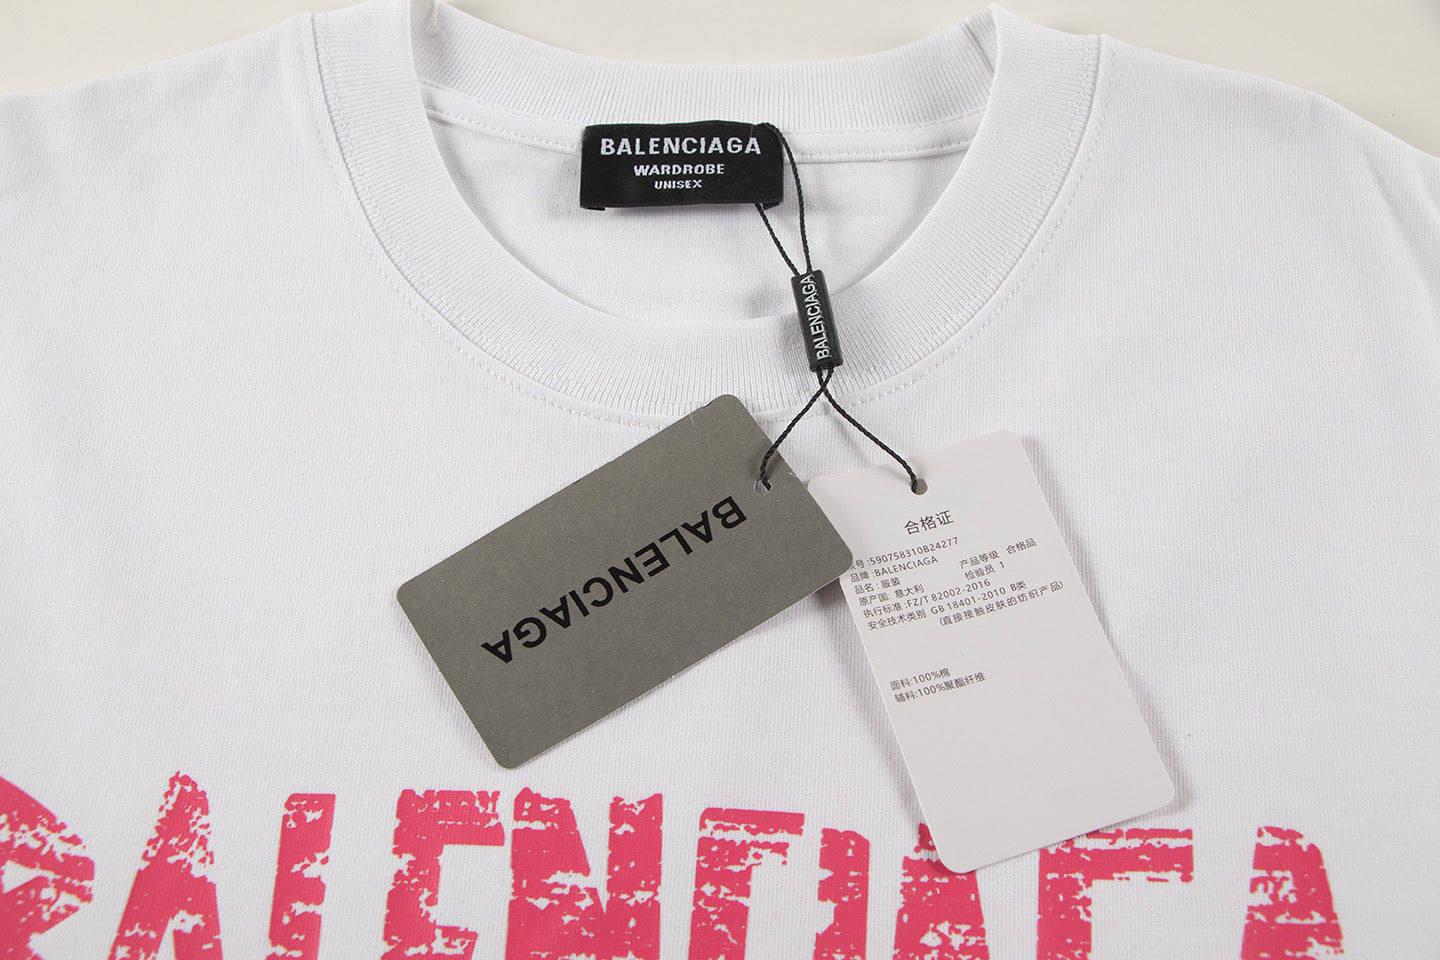 BALENCIAGA
WARDROBE
UNISEX
BALENCIAGA
BALENCIAGA
合格证
号:590758310824277
品牌:BALENCIAGA 产品等级 合格品
品名: 服装 检验员 1
原产国: 意大利
执行标准:FZ/T 82002-2016
安全技术类别 GB 18401-2010 B类
(直接接触皮肤的纺织产品)
面料:100%棉
辅料:100%聚酯纤维
BALENCIAGA